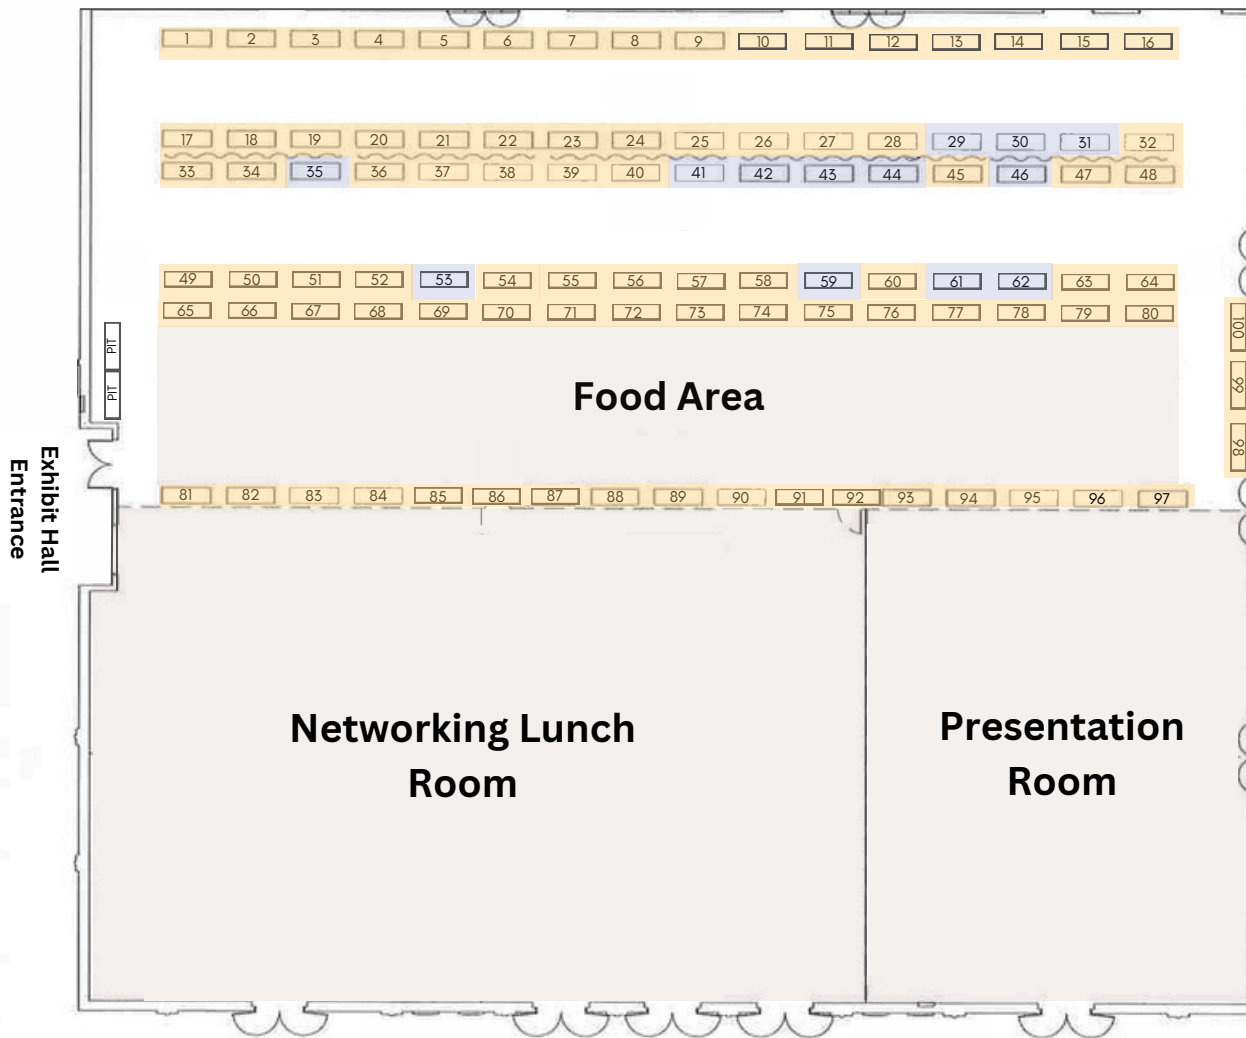 1 2 3 4 5 6 7 8 9 10 11 12 13 14 15 16
17 18 19 20 21 22 23 24 25 26 27 28 29 30 31 32
33 34 35 36 37 38 39 40 41 42 43 44 45 46 47 48
49 50 51 52 53 54 55 56 57 58 59 60 61 62 63 64
65 66 67 68 69 70 71 72 73 74 75 76 77 78 79 80
100
99
98
PIT
PIT
Food Area
Exhibit Hall
Entrance
81 82 83 84 85 86 87 88 89 90 91 92 93 94 95 96 97
Networking Lunch
Room
Presentation
Room